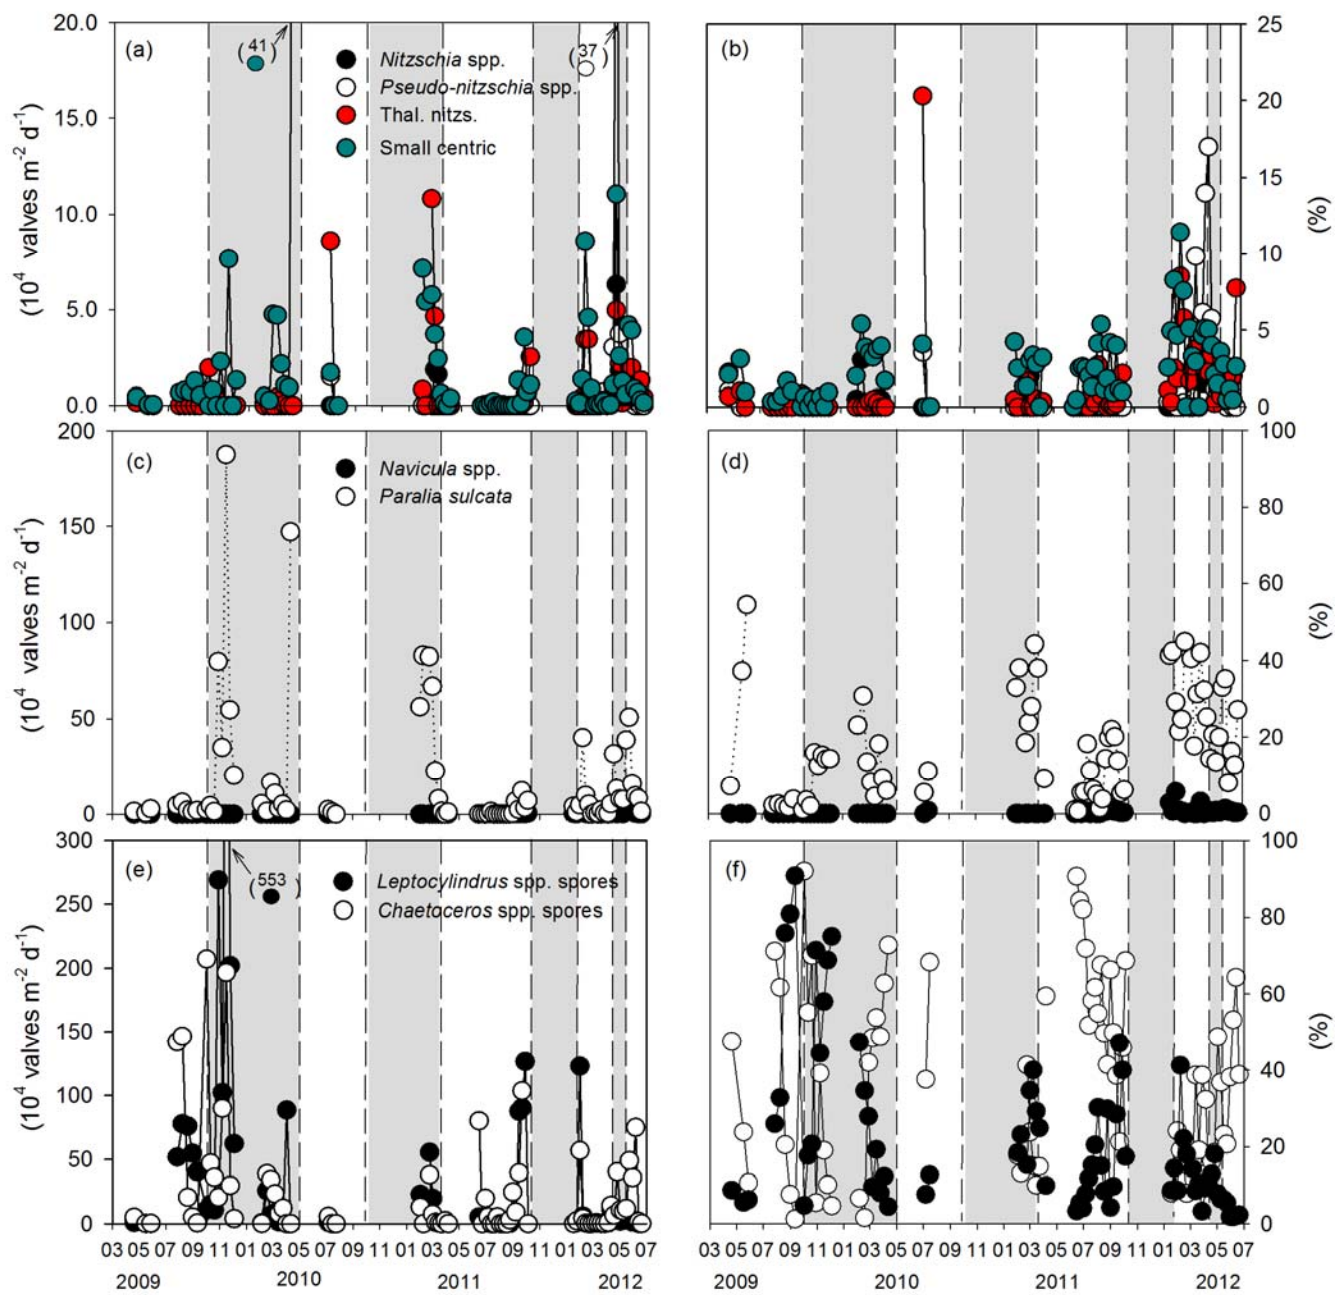 (a)
( 41 )
( 37 )
Nitzschia spp.
Pseudo-nitzschia spp.
Thal. nitzs.
Small centric
20.0
15.0
10.0
5.0
0.0
(10⁴ valves m⁻² d⁻¹)
(b)
25
20
15
10
5
0
(%)
(c)
Navicula spp.
Paralia sulcata
200
150
100
50
0
(10⁴ valves m⁻² d⁻¹)
(d)
100
80
60
40
20
0
(%)
(e)
( 553 )
Leptocylindrus spp. spores
Chaetoceros spp. spores
300
250
200
150
100
50
0
(10⁴ valves m⁻² d⁻¹)
(f)
100
80
60
40
20
0
(%)
03 05 07 09 11 01 03 05 07 09 11 01 03 05 07 09 11 01 03 05 07
2009 2010 2011 2012
03 05 07 09 11 01 03 05 07 09 11 01 03 05 07 09 11 01 03 05 07
2009 2010 2011 2012